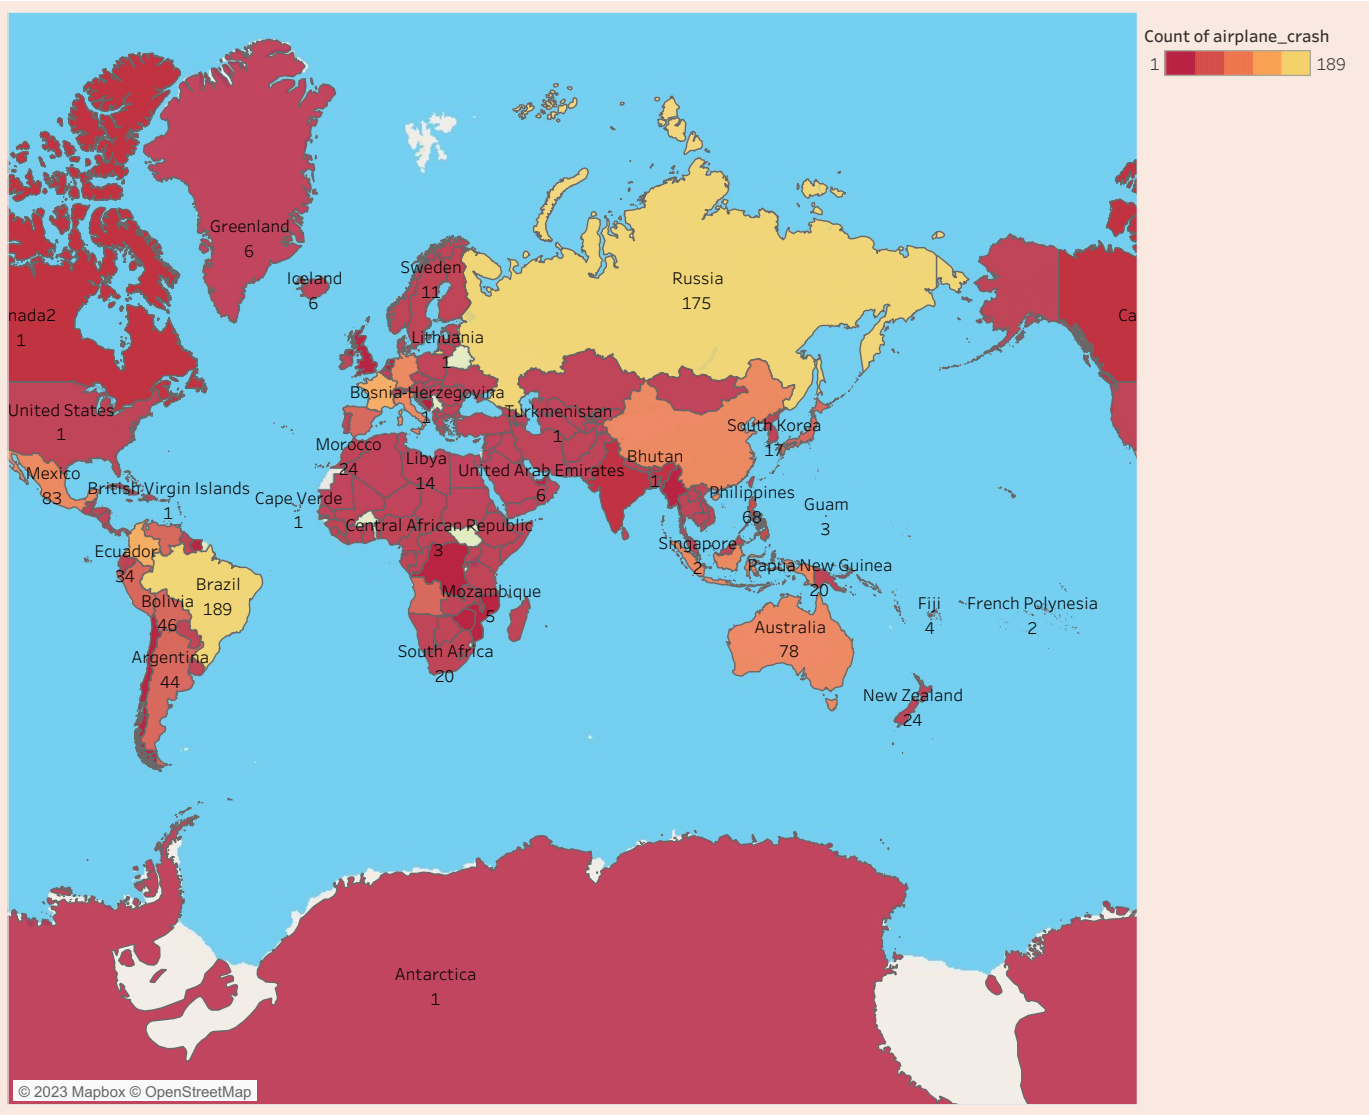 Count of airplane_crash
1
189
Greenland
6
Iceland
6
Sweden
11
Russia
175
nada2
1
Ca
Lithuania
1
Bosnia-Herzegovina
1
United States
1
Turkmenistan
1
South Korea
17
Morocco
24
Libya
14
Bhutan
1
United Arab Emirates
6
Mexico
83
British Virgin Islands
1
Cape Verde
1
Philippines
68
Guam
3
Central African Republic
3
Singapore
2
Ecuador
34
Papua New Guinea
20
Brazil
189
Mozambique
5
Bolivia
46
Fiji
4
French Polynesia
2
Australia
78
South Africa
20
Argentina
44
New Zealand
24
Antarctica
1
© 2023 Mapbox © OpenStreetMap